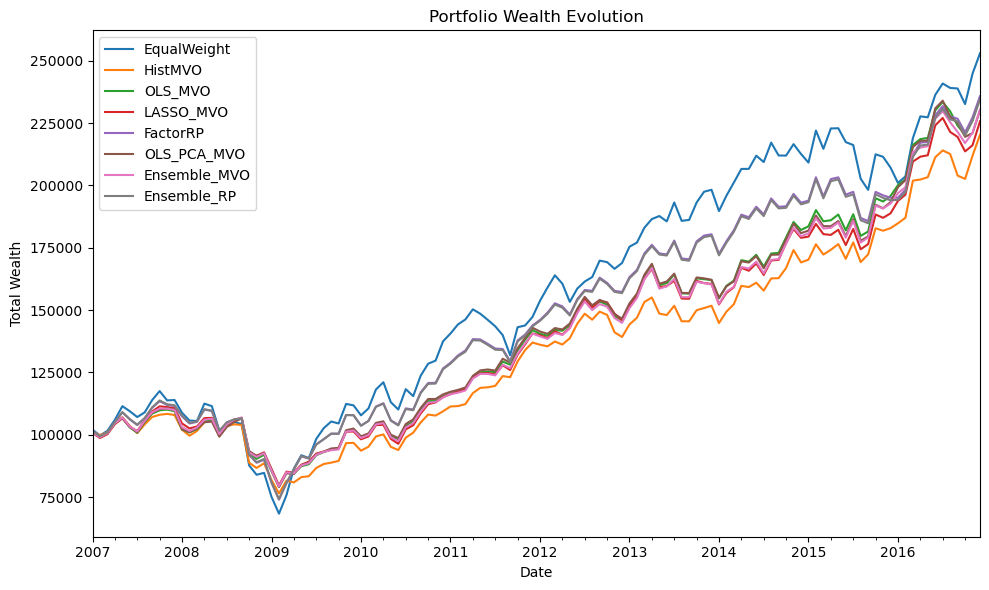 Portfolio Wealth Evolution
EqualWeight
HistMVO
OLS_MVO
LASSO_MVO
FactorRP
OLS_PCA_MVO
Ensemble_MVO
Ensemble_RP
Total Wealth
250000
225000
200000
175000
150000
125000
100000
75000
2007 2008 2009 2010 2011 2012 2013 2014 2015 2016
Date